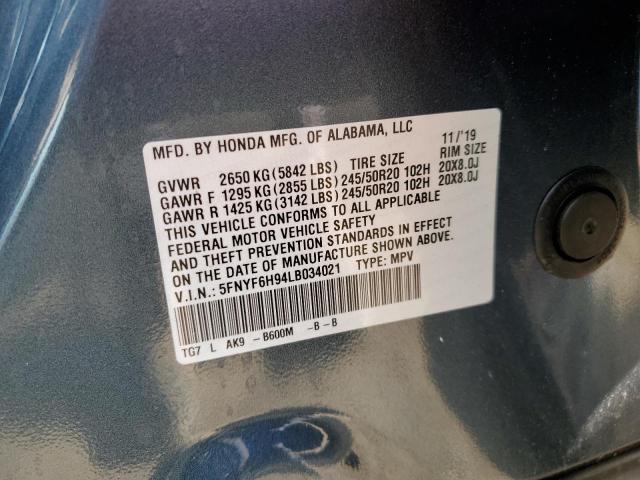 MFD. BY HONDA MFG. OF ALABAMA, LLC 11/'19
GVWR 2650 KG (5842 LBS) TIRE SIZE RIM SIZE
GAWR F 1295 KG (2855 LBS) 245/50R20 102H 20X8.0J
GAWR R 1425 KG (3142 LBS) 245/50R20 102H 20X8.0J
THIS VEHICLE CONFORMS TO ALL APPLICABLE
FEDERAL MOTOR VEHICLE SAFETY
AND THEFT PREVENTION STANDARDS IN EFFECT
ON THE DATE OF MANUFACTURE SHOWN ABOVE.
V.I.N.: 5FNYF6H94LB034021 TYPE: MPV
TG7 L AK9 -B600M -B-B